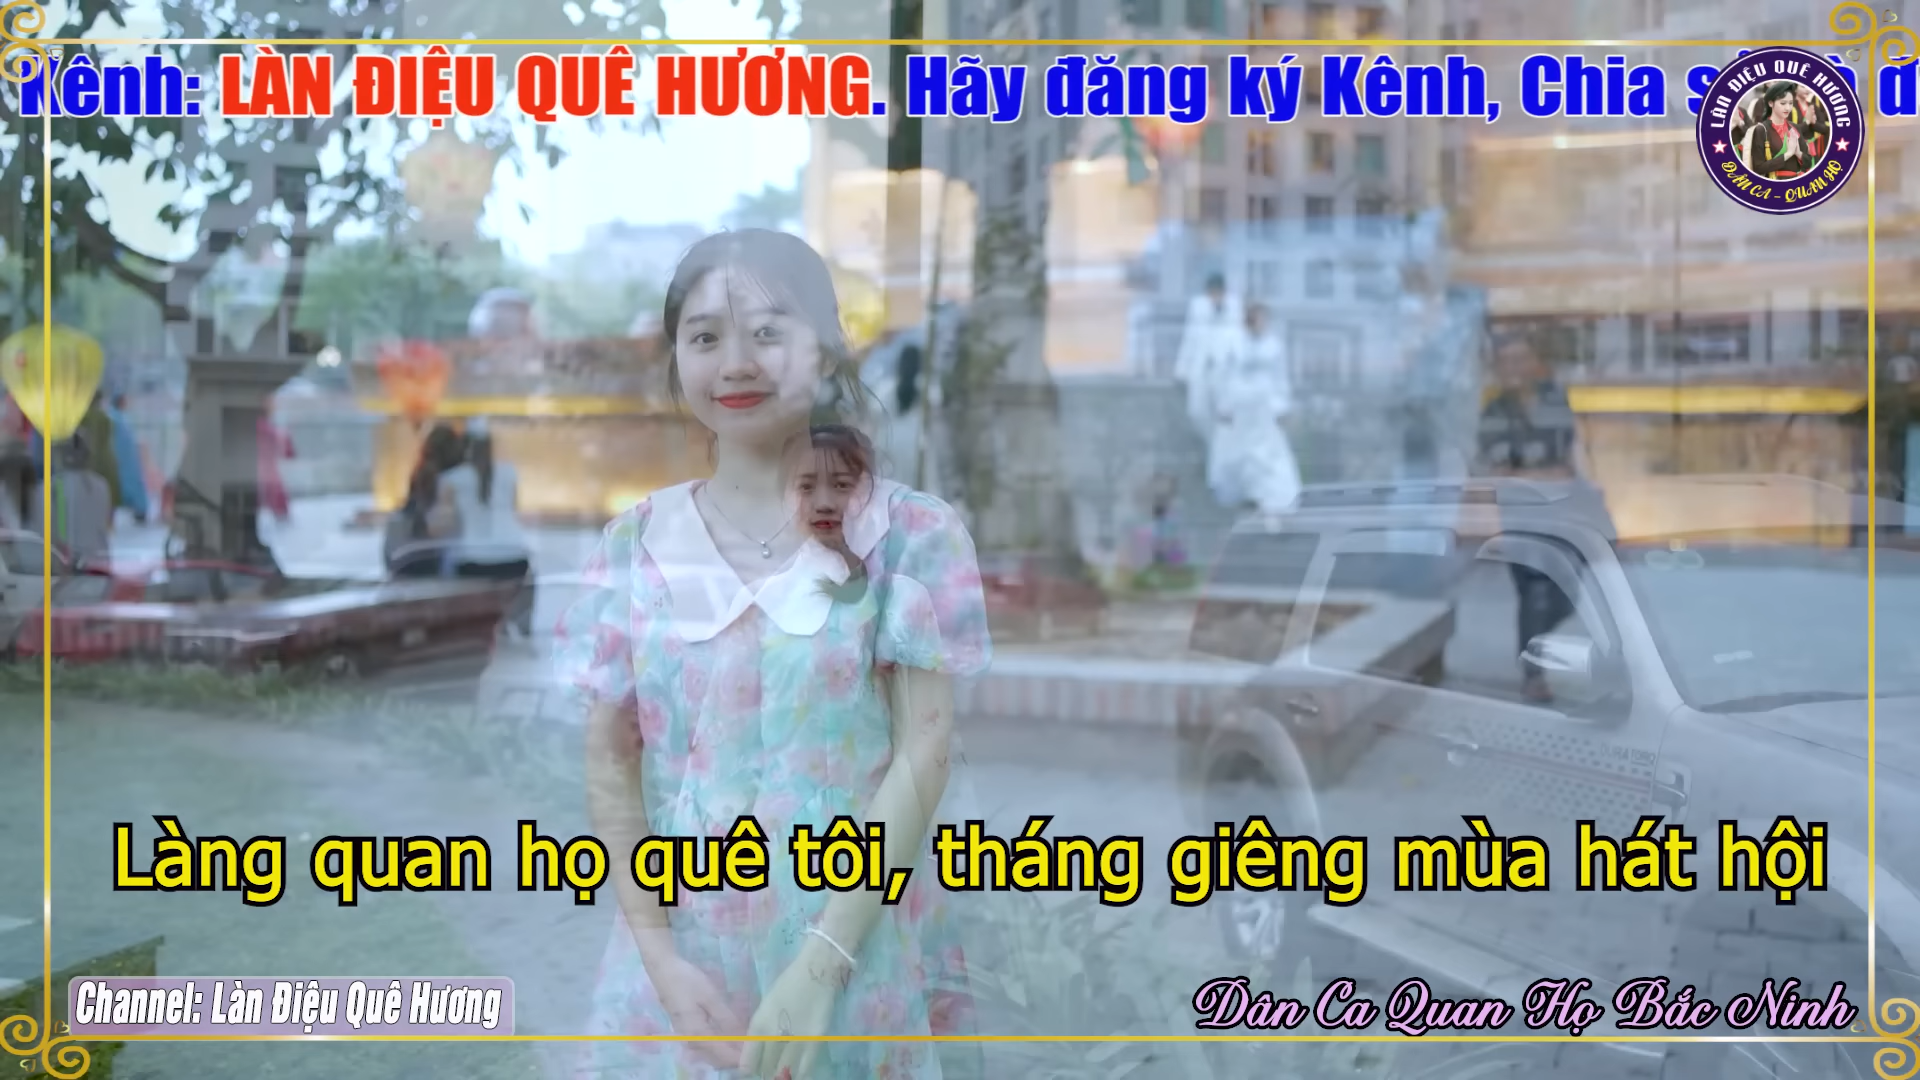 Kênh: LÀN ĐIỆU QUÊ HƯƠNG. Hãy đăng ký Kênh, Chia
LÀN ĐIỆU QUÊ HƯƠNG
DÂN CA - QUAN HỌ
Làng quan họ quê tôi, tháng giêng mùa hát hội
Channel: Làn Điệu Quê Hương
Dân Ca Quan Họ Bắc Ninh